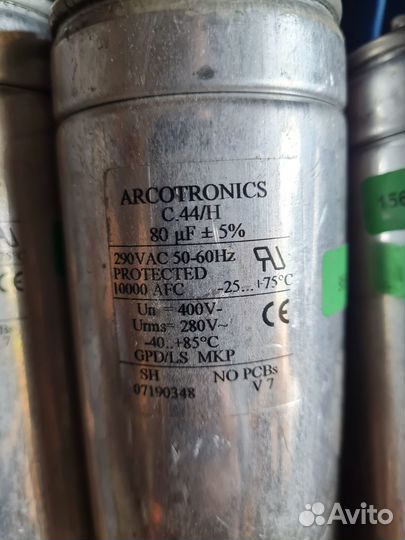 ARCOTRONICS
C.44/H
80 µF ± 5%
290VAC 50-60Hz
PROTECTED
10000 AFC -25...+75°C
Un = 400V-
Urms= 280V~
-40..+85°C
GPD/LS MKP
SH NO PCBs
07190348 V 7
7
Avito